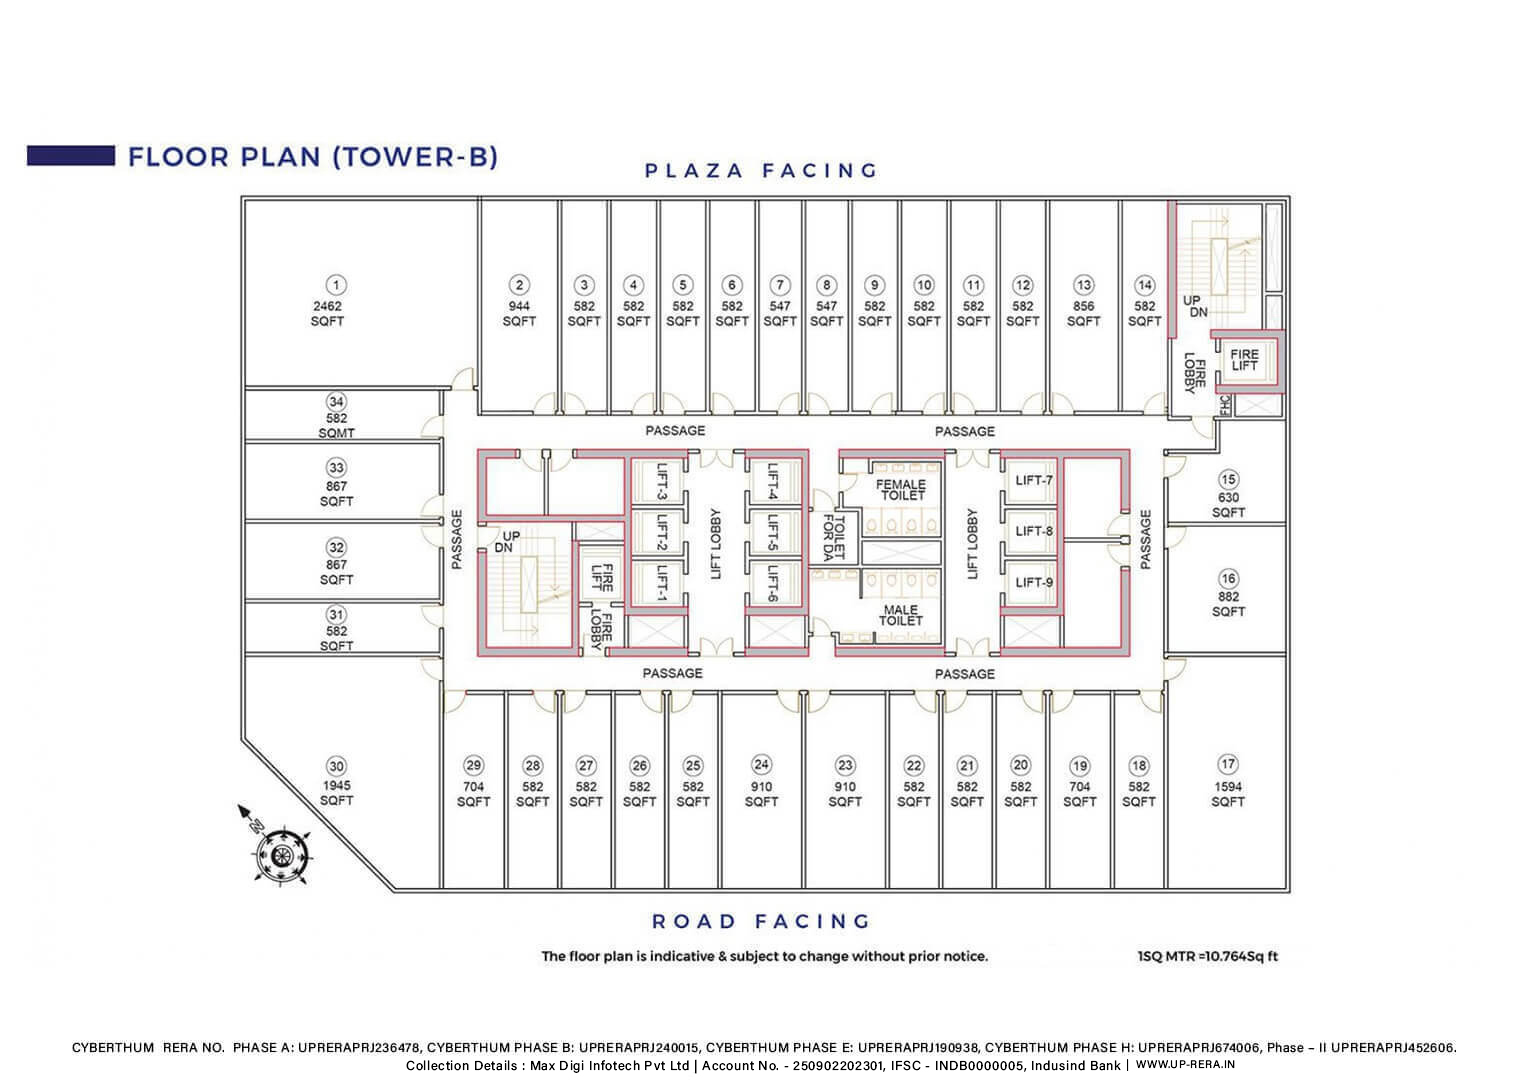 FLOOR PLAN (TOWER-B)
PLAZA FACING
1
2462
SQFT
2
944
SQFT
3
582
SQFT
4
582
SQFT
5
582
SQFT
6
582
SQFT
7
547
SQFT
8
547
SQFT
9
582
SQFT
10
582
SQFT
11
582
SQFT
12
582
SQFT
13
856
SQFT
14
582
SQFT
UP
DN
FIRE
LOBBY
FIRE
LIFT
FHC
34
582
SQMT
33
867
SQFT
32
867
SQFT
31
582
SQFT
30
1945
SQFT
PASSAGE
PASSAGE
PASSAGE
UP
DN
FIRE
LIFT
FIRE
LOBBY
LIFT-3
LIFT-2
LIFT-1
LIFT LOBBY
LIFT-4
LIFT-5
LIFT-6
FEMALE
TOILET
TOILET
FOR DA
MALE
TOILET
LIFT LOBBY
LIFT-7
LIFT-8
LIFT-9
PASSAGE
15
630
SQFT
16
882
SQFT
17
1594
SQFT
PASSAGE
PASSAGE
29
704
SQFT
28
582
SQFT
27
582
SQFT
26
582
SQFT
25
582
SQFT
24
910
SQFT
23
910
SQFT
22
582
SQFT
21
582
SQFT
20
582
SQFT
19
704
SQFT
18
582
SQFT
N
ROAD FACING
The floor plan is indicative & subject to change without prior notice.
1SQ MTR =10.764Sq ft
CYBERTHUM RERA NO. PHASE A: UPRERAPRJ236478, CYBERTHUM PHASE B: UPRERAPRJ240015, CYBERTHUM PHASE E: UPRERAPRJ190938, CYBERTHUM PHASE H: UPRERAPRJ674006, Phase – II UPRERAPRJ452606.
Collection Details : Max Digi Infotech Pvt Ltd | Account No. - 250902202301, IFSC - INDB0000005, Indusind Bank | WWW.UP-RERA.IN